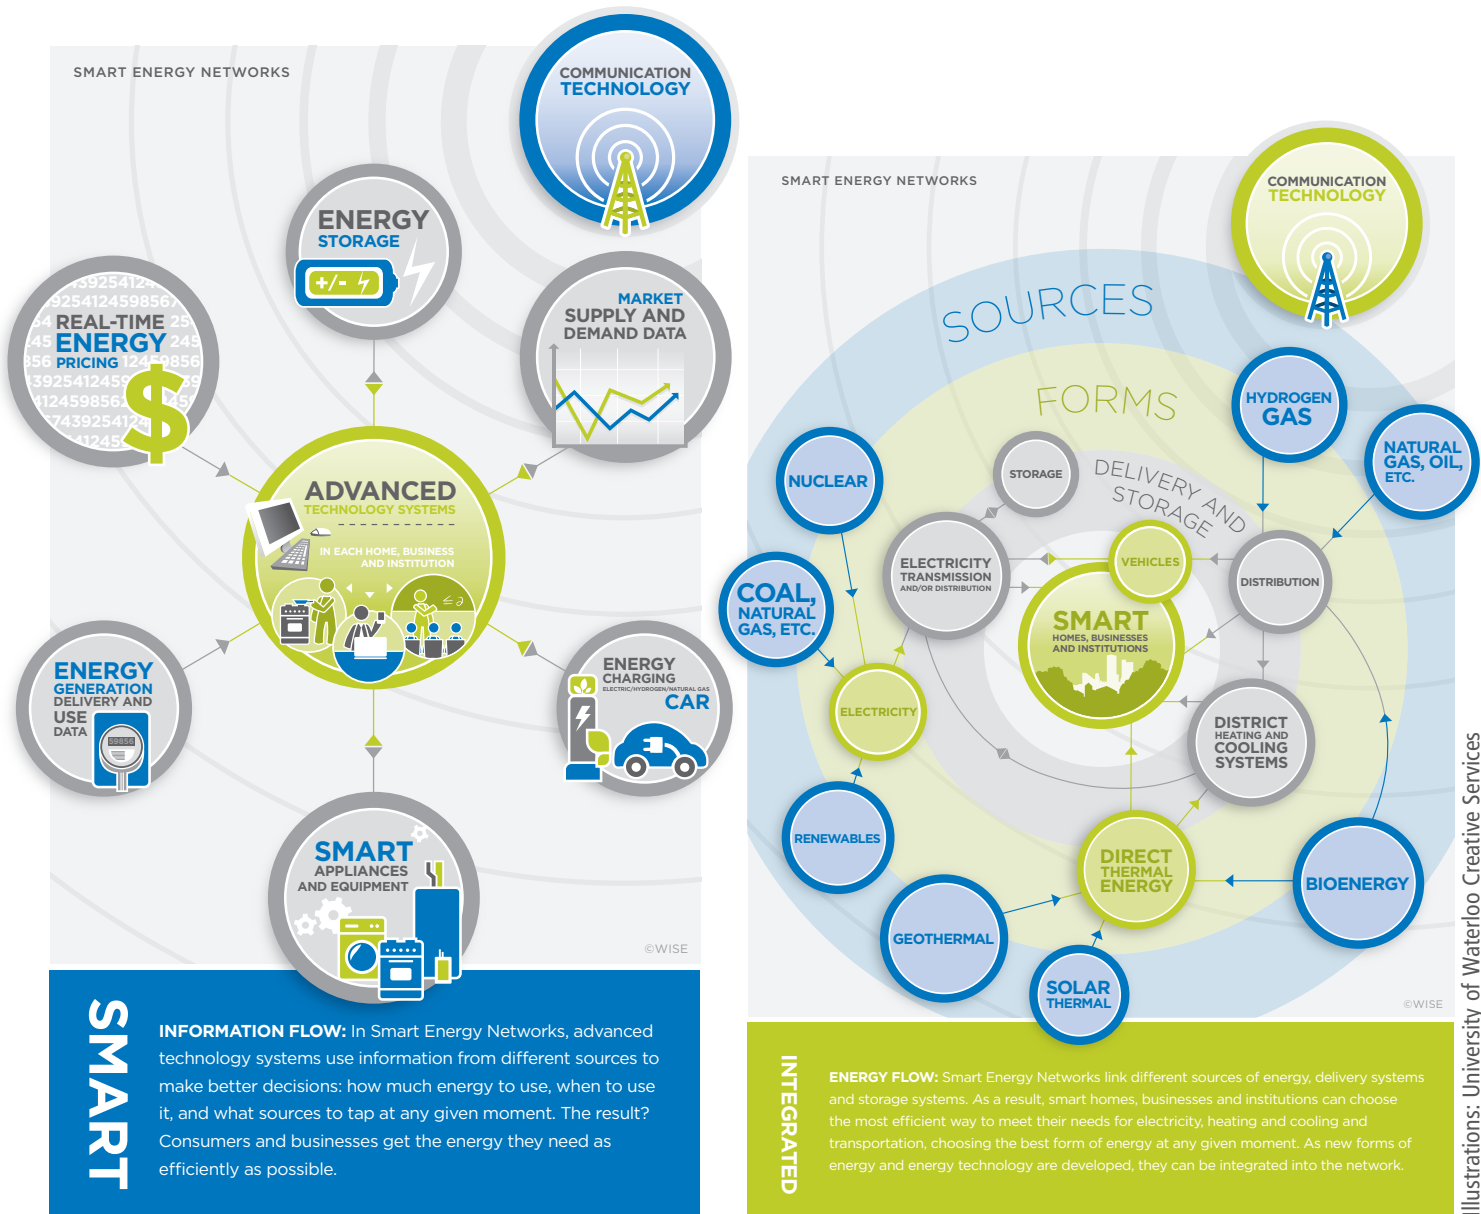 SMART ENERGY NETWORKS
COMMUNICATION
TECHNOLOGY
ENERGY
STORAGE
+/-
REAL-TIME
ENERGY
PRICING
$
MARKET
SUPPLY AND
DEMAND DATA
ADVANCED
TECHNOLOGY SYSTEMS
IN EACH HOME, BUSINESS
AND INSTITUTION
ENERGY
GENERATION
DELIVERY AND
USE
DATA
59858
ENERGY
CHARGING
ELECTRIC/HYDROGEN/NATURAL GAS
CAR
SMART
APPLIANCES
AND EQUIPMENT
©WISE
SMART
INFORMATION FLOW: In Smart Energy Networks, advanced
technology systems use information from different sources to
make better decisions: how much energy to use, when to use
it, and what sources to tap at any given moment. The result?
Consumers and businesses get the energy they need as
efficiently as possible.
SMART ENERGY NETWORKS
COMMUNICATION
TECHNOLOGY
SOURCES
FORMS
DELIVERY AND
STORAGE
HYDROGEN
GAS
NATURAL
GAS, OIL,
ETC.
NUCLEAR
STORAGE
ELECTRICITY
TRANSMISSION
AND/OR DISTRIBUTION
VEHICLES
DISTRIBUTION
COAL,
NATURAL
GAS, ETC.
SMART
HOMES, BUSINESSES
AND INSTITUTIONS
ELECTRICITY
DISTRICT
HEATING AND
COOLING
SYSTEMS
RENEWABLES
DIRECT
THERMAL
ENERGY
BIOENERGY
GEOTHERMAL
SOLAR
THERMAL
©WISE
INTEGRATED
ENERGY FLOW: Smart Energy Networks link different sources of energy, delivery systems
and storage systems. As a result, smart homes, businesses and institutions can choose
the most efficient way to meet their needs for electricity, heating and cooling and
transportation, choosing the best form of energy at any given moment. As new forms of
energy and energy technology are developed, they can be integrated into the network.
Illustrations: University of Waterloo Creative Services